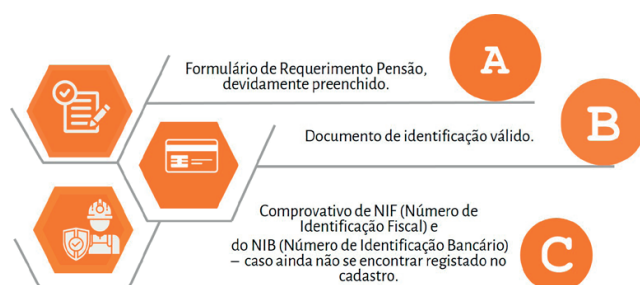 Formulário de Requerimento Pensão,
devidamente preenchido.
A
Documento de identificação válido.
B
Comprovativo de NIF (Número de
Identificação Fiscal) e
do NIB (Número de Identificação Bancário)
– caso ainda não se encontrar registado no
cadastro.
C